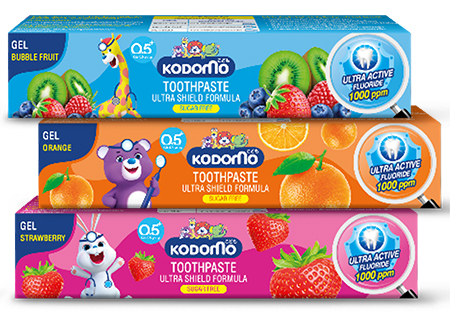 GEL
BUBBLE FRUIT
0.5+
KODOMO
TOOTHPASTE
ULTRA SHIELD FORMULA
SUGAR FREE
ULTRA ACTIVE
FLUORIDE
1000 ppm
GEL
ORANGE
0.5+
KODOMO
TOOTHPASTE
ULTRA SHIELD FORMULA
SUGAR FREE
ULTRA ACTIVE
FLUORIDE
1000 ppm
GEL
STRAWBERRY
0.5+
KODOMO
TOOTHPASTE
ULTRA SHIELD FORMULA
SUGAR FREE
ULTRA ACTIVE
FLUORIDE
1000 ppm